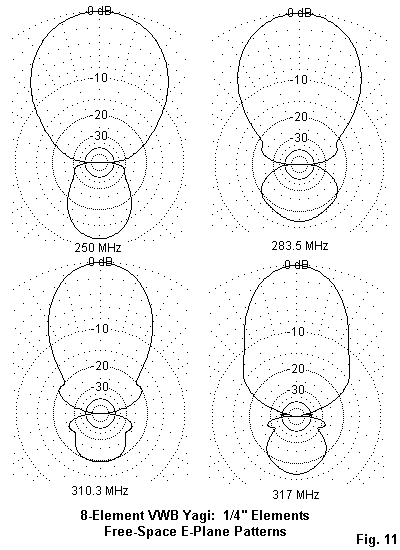 0 dB
-10
-20
-30
250 MHz
0 dB
-10
-20
-30
283.5 MHz
0 dB
-10
-20
-30
310.3 MHz
0 dB
-10
-20
-30
317 MHz
8-Element VWB Yagi: 1/4" Elements
Free-Space E-Plane Patterns
Fig. 11